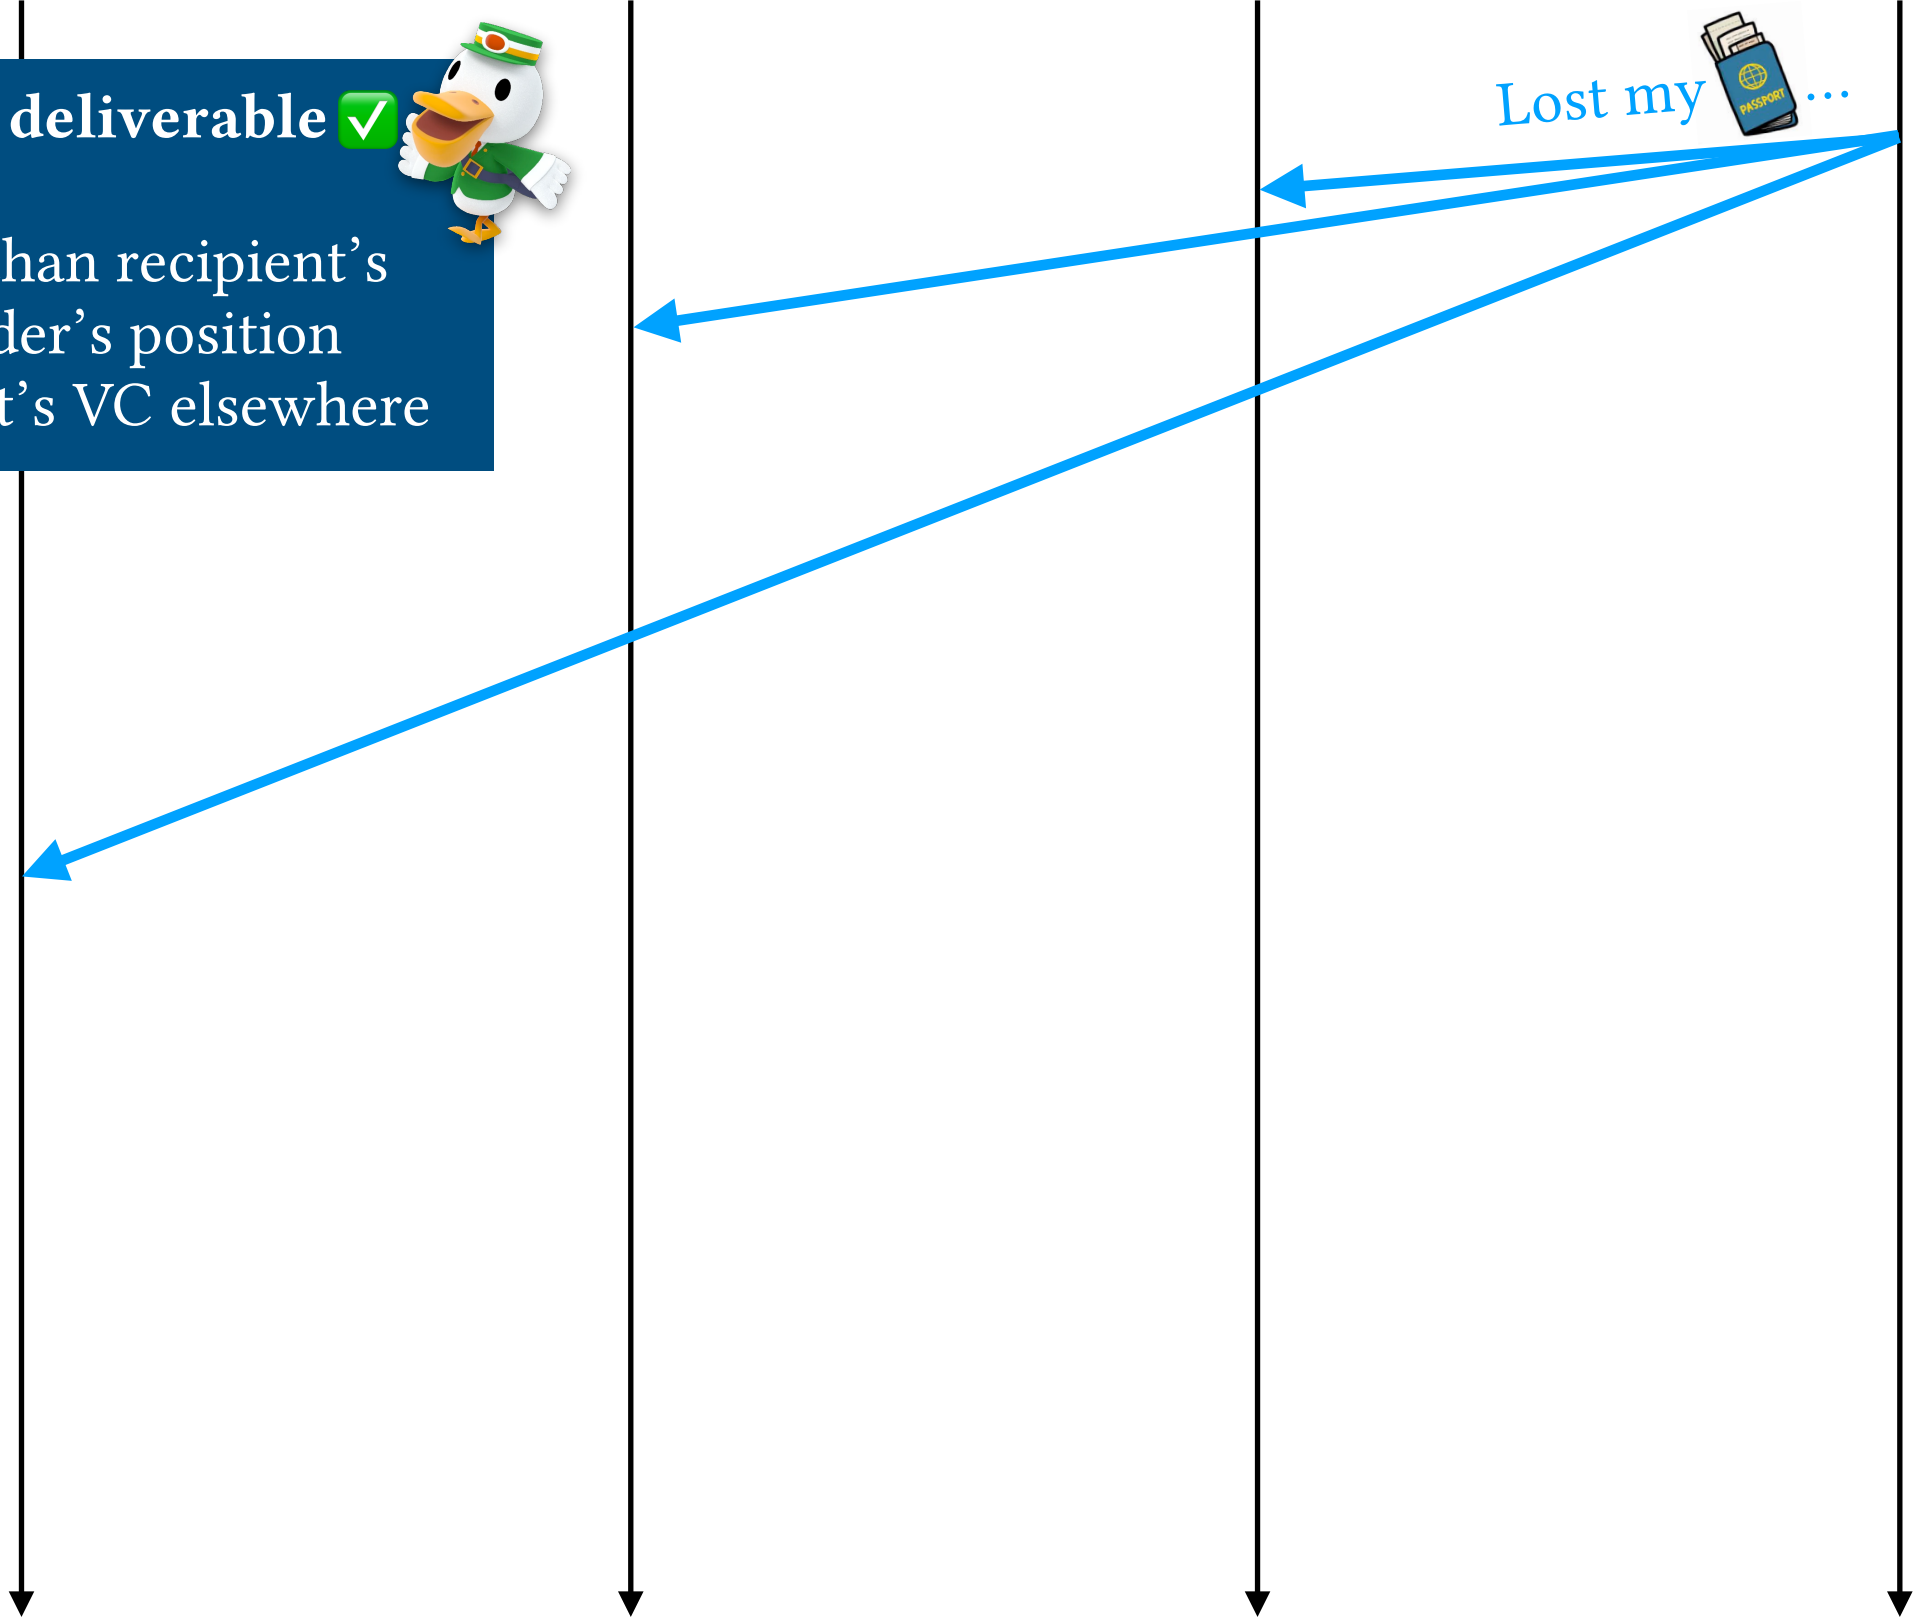 deliverable ✅
han recipient’s
der’s position
t’s VC elsewhere
Lost my ...
PASSPORT